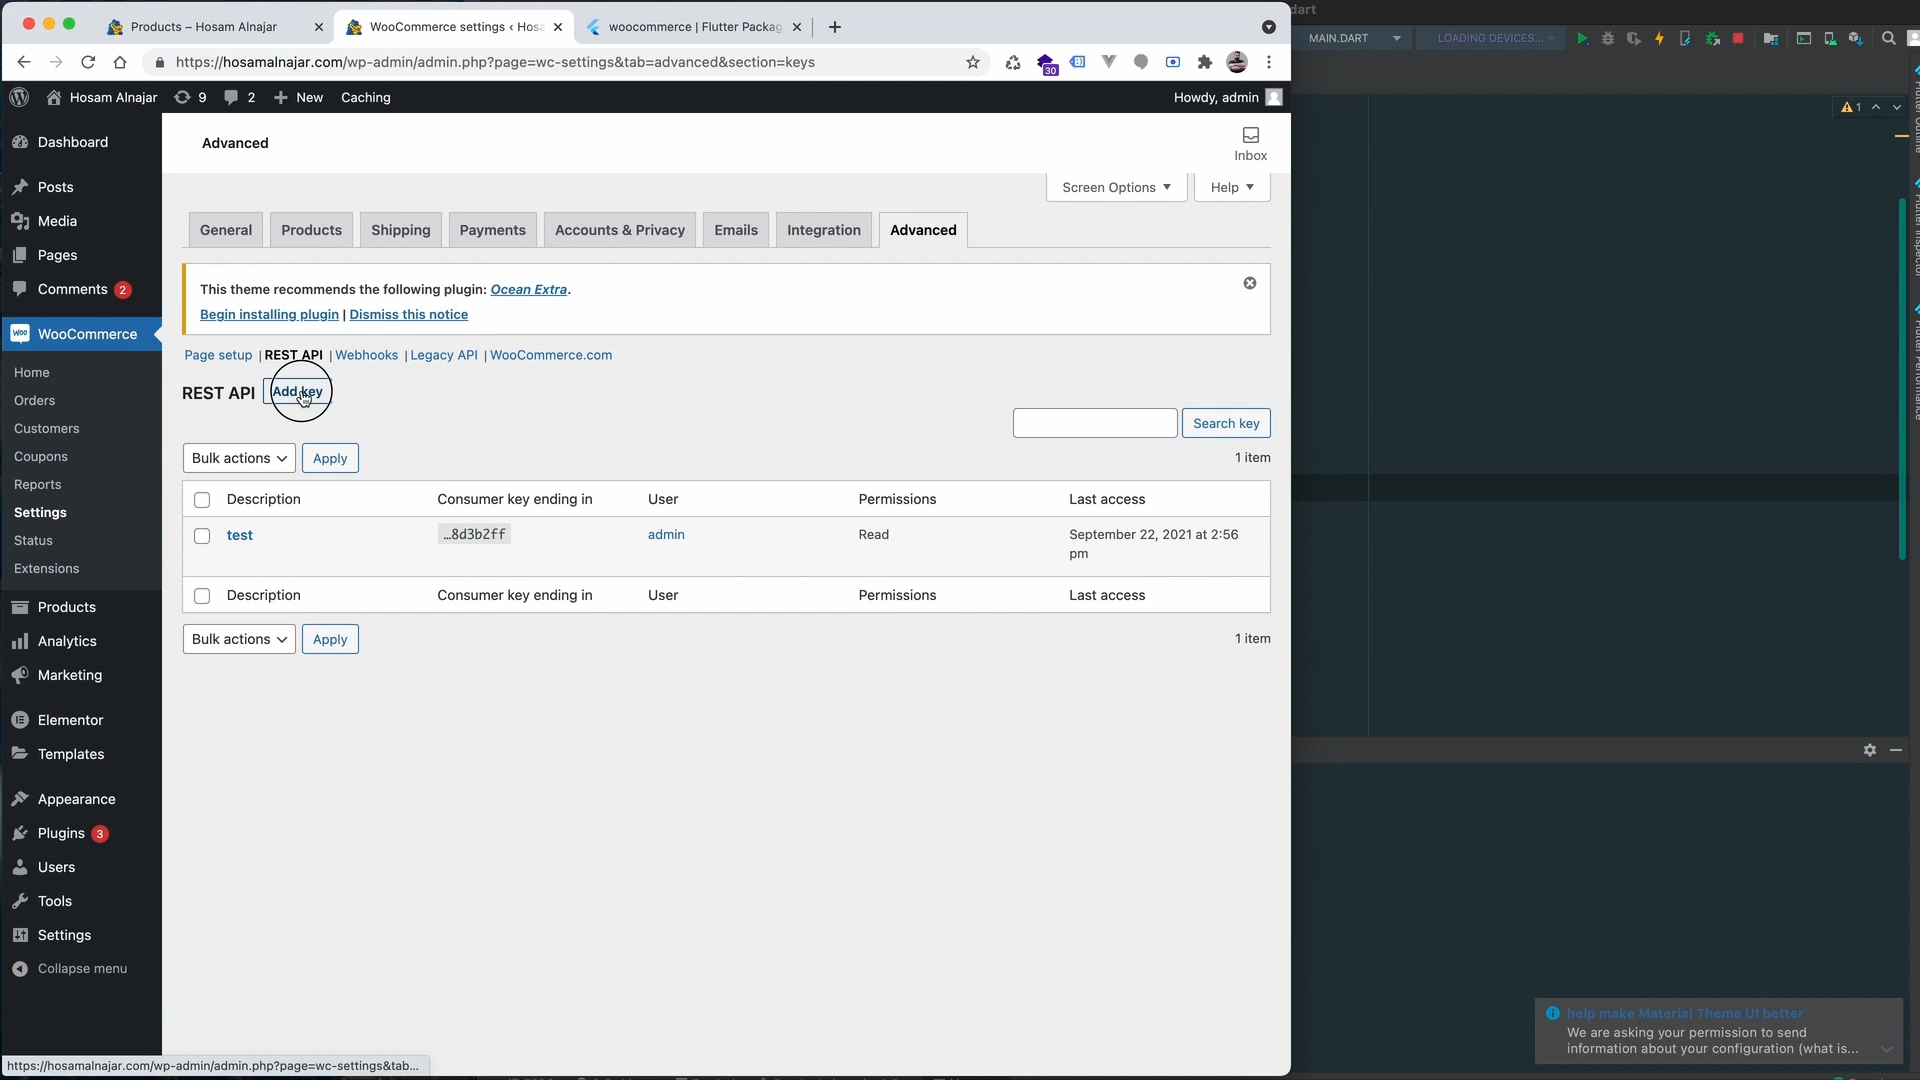 dart
Products – Hosam Alnajar
WooCommerce settings ‹ Hosa
woocommerce | Flutter Packag
MAIN.DART
LOADING DEVICES...
https://hosamalnajar.com/wp-admin/admin.php?page=wc-settings&tab=advanced&section=keys
30
Hosam Alnajar
9
2
New
Caching
Howdy, admin
1
Dashboard
Posts
Media
Pages
Comments 2
WooCommerce
Home
Orders
Customers
Coupons
Reports
Settings
Status
Extensions
Products
Analytics
Marketing
Elementor
Templates
Appearance
Plugins 3
Users
Tools
Settings
Collapse menu
Advanced
Inbox
Screen Options
Help
General
Products
Shipping
Payments
Accounts & Privacy
Emails
Integration
Advanced
This theme recommends the following plugin: Ocean Extra.
Begin installing plugin | Dismiss this notice
Page setup | REST API | Webhooks | Legacy API | WooCommerce.com
REST API
Add key
Search key
Bulk actions
Apply
1 item
Description
Consumer key ending in
User
Permissions
Last access
test
…8d3b2ff
admin
Read
September 22, 2021 at 2:56
pm
Description
Consumer key ending in
User
Permissions
Last access
Bulk actions
Apply
1 item
https://hosamalnajar.com/wp-admin/admin.php?page=wc-settings&tab...
help make Material Theme UI better
We are asking your permission to send
information about your configuration (what is...